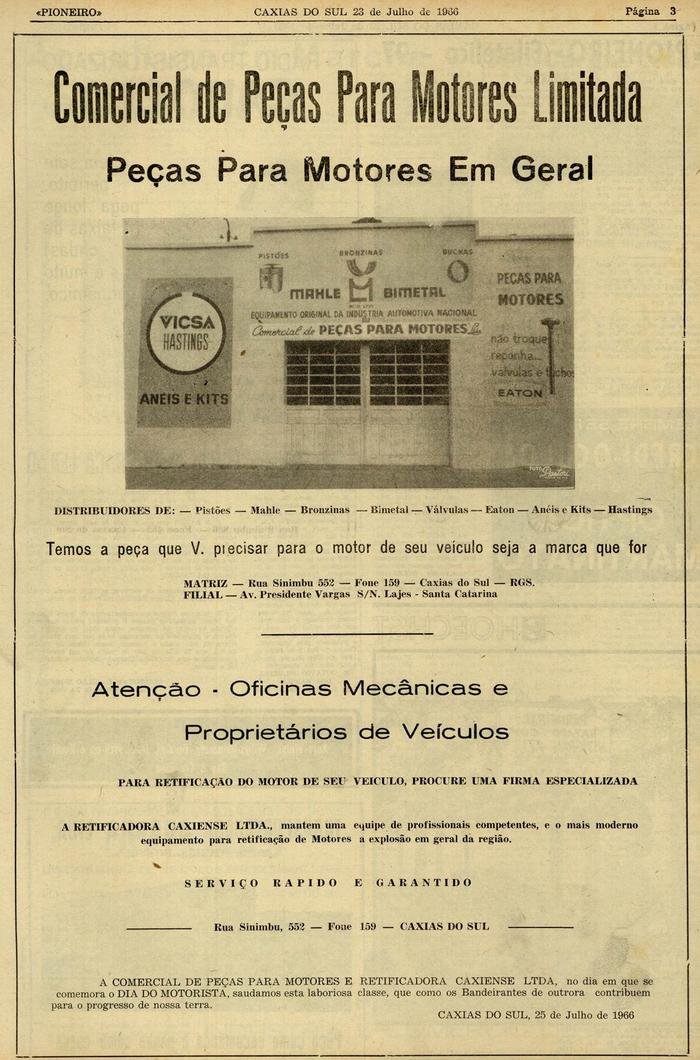 «PIONEIRO» CAXIAS DO SUL 23 de Julho de 1966 Página 3
Comercial de Peças Para Motores Limitada
Peças Para Motores Em Geral
PISTÕES BRONZINAS BUCHAS
MAHLE BIMETAL
EQUIPAMENTO ORIGINAL DA INDUSTRIA AUTOMOTIVA NACIONAL
Comercial de PEÇAS PARA MOTORES
VICSA
HASTINGS
ANÉIS E KITS
PEÇAS PARA
MOTORES
não troque
reponha...
valvulas e tuchos
EATON
FOTO
DISTRIBUIDORES DE: — Pistões — Mahle — Bronzinas — Bimetal — Válvulas — Eaton — Anéis e Kits — Hastings
Temos a peça que V. precisar para o motor de seu veículo seja a marca que for
MATRIZ — Rua Sinimbu 552 — Fone 159 — Caxias do Sul — RGS.
FILIAL — Av. Presidente Vargas S/N. Lajes - Santa Catarina
Atenção - Oficinas Mecânicas e
Proprietários de Veículos
PARA RETIFICAÇÃO DO MOTOR DE SEU VEICULO, PROCURE UMA FIRMA ESPECIALIZADA
A RETIFICADORA CAXIENSE LTDA., mantem uma equipe de profissionais competentes, e o mais moderno
equipamento para retificação de Motores a explosão em geral da região.
SERVIÇO RAPIDO E GARANTIDO
Rua Sinimbu, 552 — Fone 159 — CAXIAS DO SUL
A COMERCIAL DE PEÇAS PARA MOTORES E RETIFICADORA CAXIENSE LTDA, no dia em que se
comemora o DIA DO MOTORISTA, saudamos esta laboriosa classe, que como os Bandeirantes de outrora contribuem
para o progresso de nossa terra.
CAXIAS DO SUL, 25 de Julho de 1966